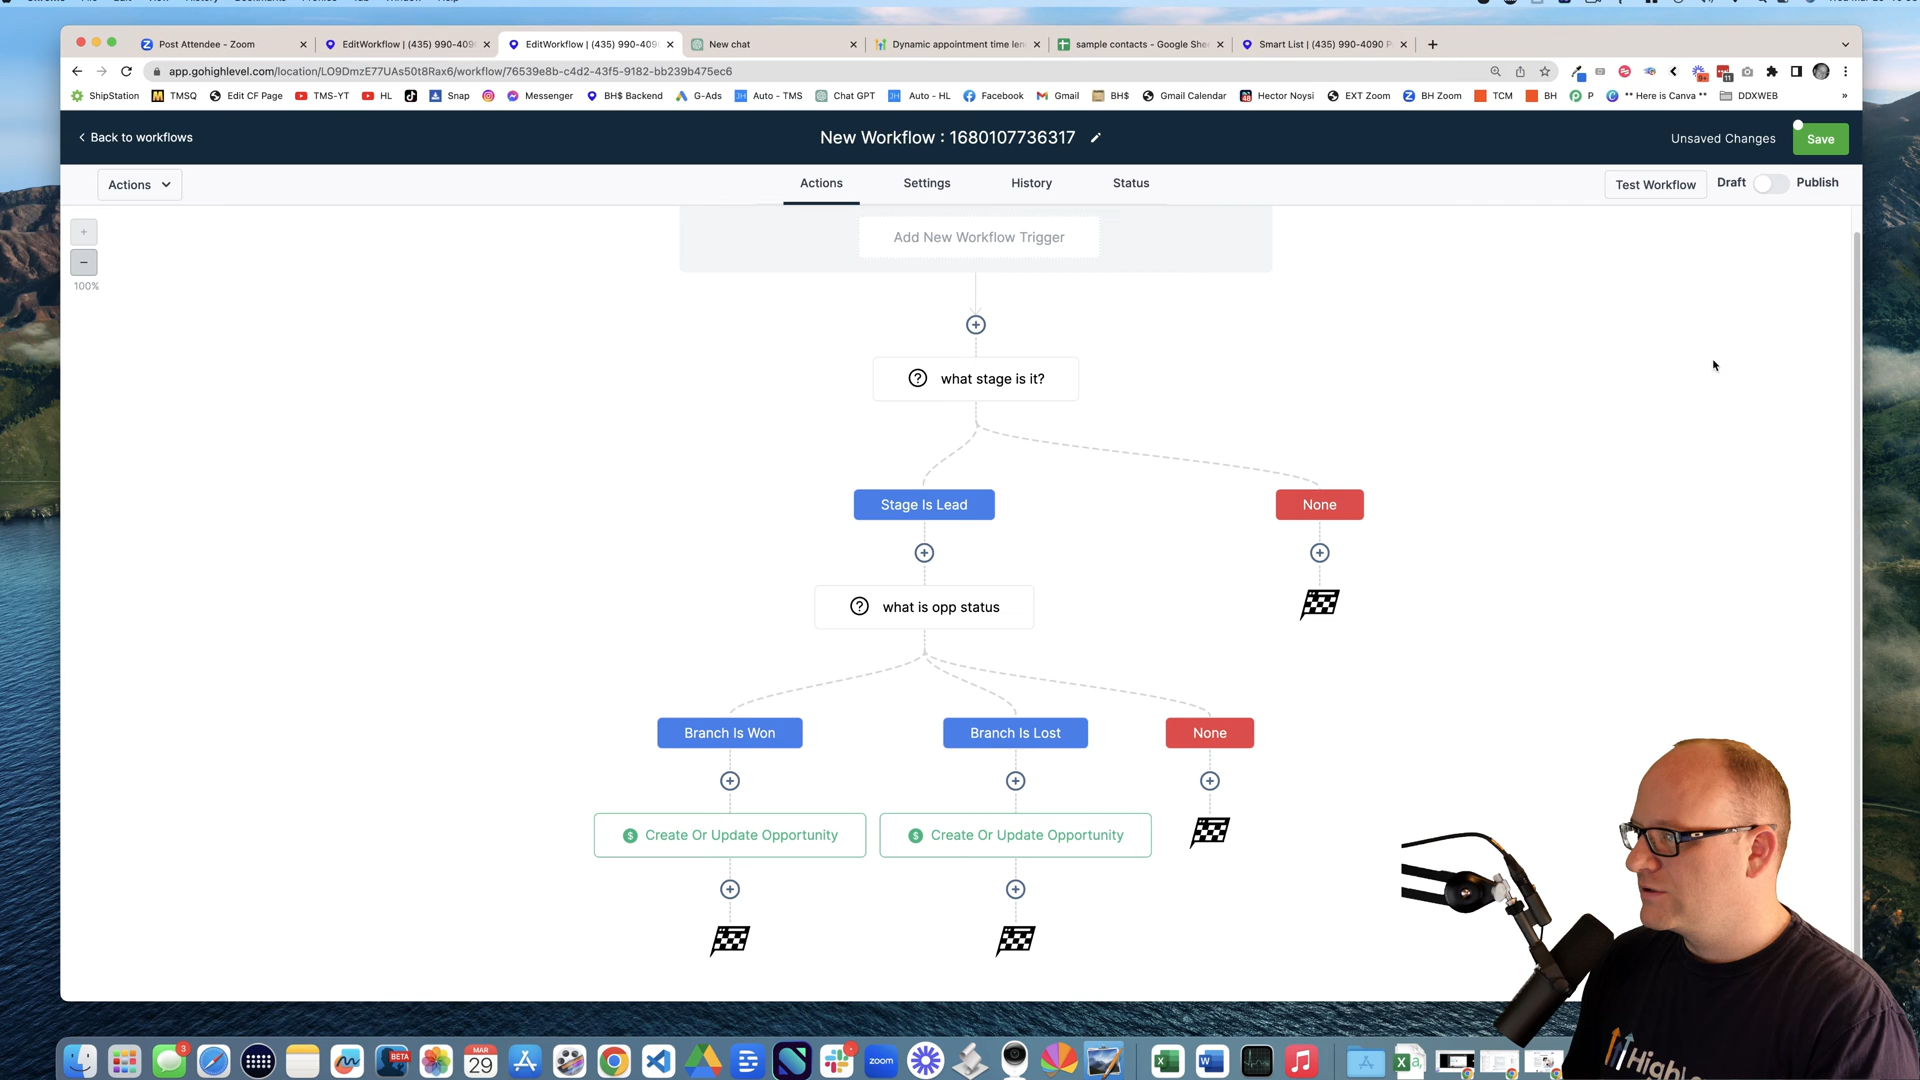 Post Attendee - Zoom
EditWorkflow | (435) 990-409
EditWorkflow | (435) 990-409
New chat
Dynamic appointment time len
sample contacts - Google She
Smart List | (435) 990-4090 P
app.gohighlevel.com/location/LO9DmzE77UAs50t8Rax6/workflow/76539e8b-c4d2-43f5-9182-bb239b475ec6
ShipStation
TMSQ
Edit CF Page
TMS-YT
HL
Snap
Messenger
BH$ Backend
G-Ads
Auto - TMS
Chat GPT
Auto - HL
Facebook
Gmail
BH$
Gmail Calendar
Hector Noysi
EXT Zoom
BH Zoom
TCM
BH
P
** Here is Canva **
DDXWEB
Back to workflows
New Workflow : 1680107736317
Unsaved Changes
Save
Actions
Actions
Settings
History
Status
Test Workflow
Draft
Publish
100%
Add New Workflow Trigger
what stage is it?
Stage Is Lead
None
what is opp status
Branch Is Won
Branch Is Lost
None
Create Or Update Opportunity
Create Or Update Opportunity
3
BETA
MAR
29
zoom